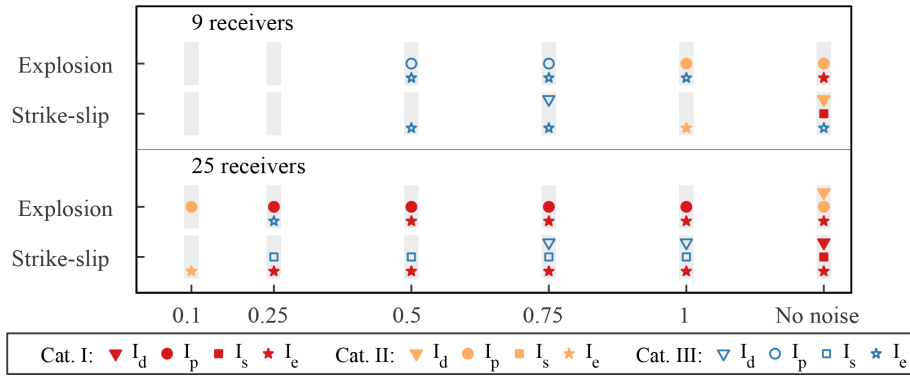 9 receivers
Explosion
Strike-slip
25 receivers
Explosion
Strike-slip
0.1 0.25 0.5 0.75 1 No noise
Cat. I: I_d I_p I_s I_e Cat. II: I_d I_p I_s I_e Cat. III: I_d I_p I_s I_e